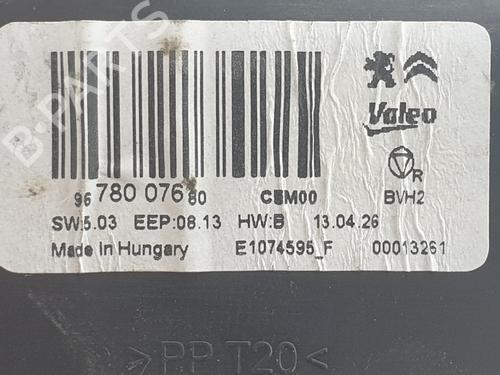 B-PARTS
Valeo
R
96 780 076 80 CSM00 BVH2
SW:5.03 EEP:08.13 HW:B 13.04.26
Made In Hungary E1074595_F 00013261
>PP T20<